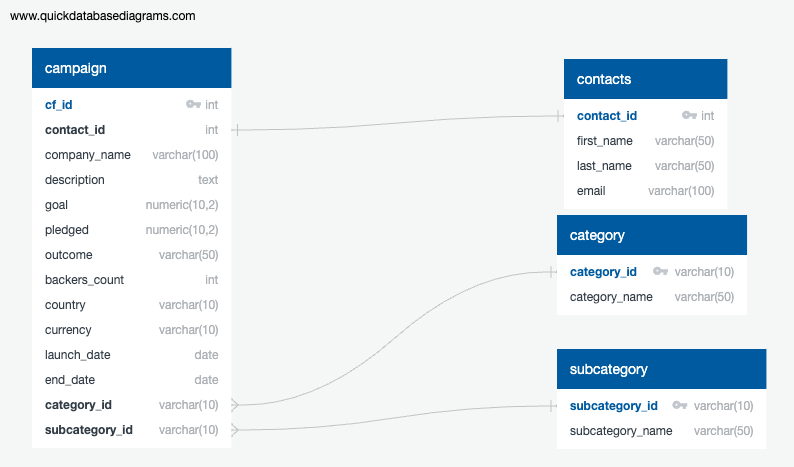 www.quickdatabasediagrams.com
campaign
cf_id int
contact_id int
company_name varchar(100)
description text
goal numeric(10,2)
pledged numeric(10,2)
outcome varchar(50)
backers_count int
country varchar(10)
currency varchar(10)
launch_date date
end_date date
category_id varchar(10)
subcategory_id varchar(10)
contacts
contact_id int
first_name varchar(50)
last_name varchar(50)
email varchar(100)
category
category_id varchar(10)
category_name varchar(50)
subcategory
subcategory_id varchar(10)
subcategory_name varchar(50)